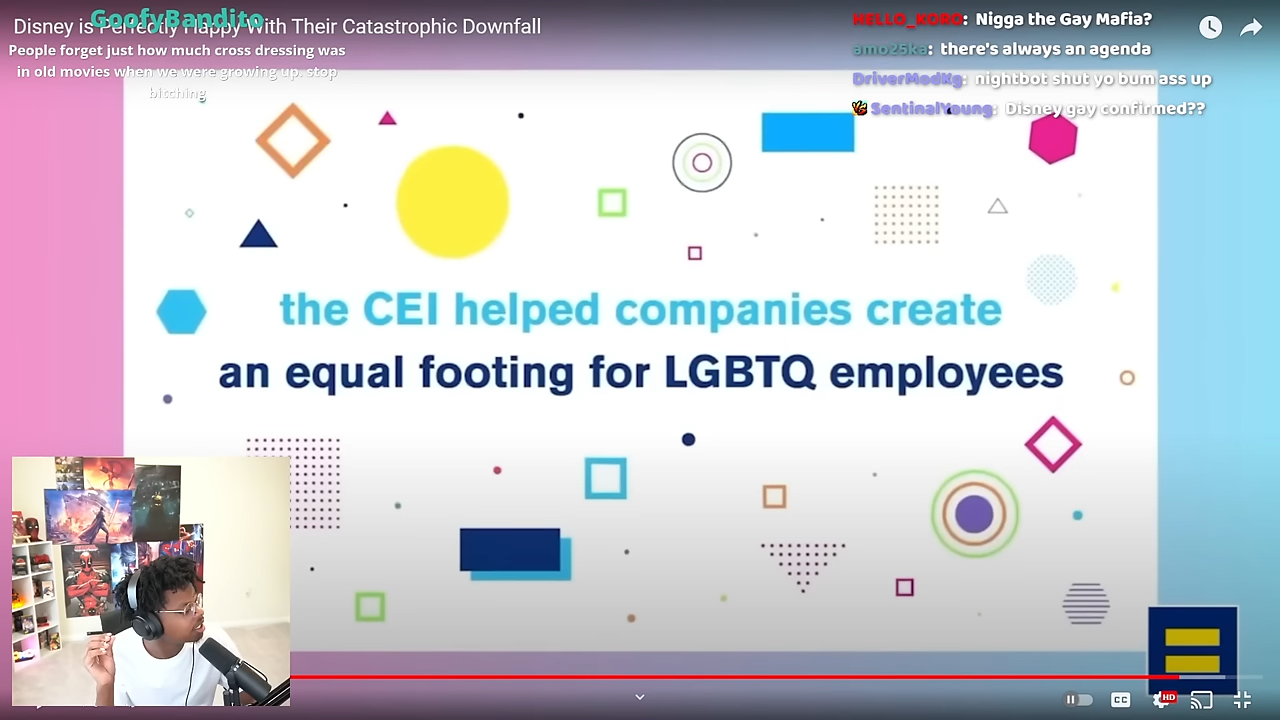 GoofyBandito
Disney is Perfectly Happy With Their Catastrophic Downfall
People forget just how much cross dressing was
in old movies when we were growing up. stop
bitching
HELLO_KORO: Nigga the Gay Mafia?
amo25ka: there's always an agenda
DriverModKg: nightbot shut yo bum ass up
SentinalYoung: Disney gay confirmed??
the CEI helped companies create
an equal footing for LGBTQ employees
CC
HD